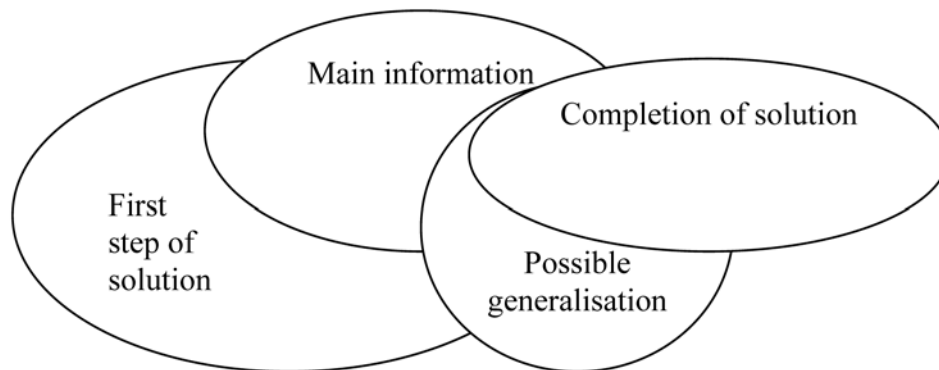 Main information
Completion of solution
First
step of
solution
Possible
generalisation